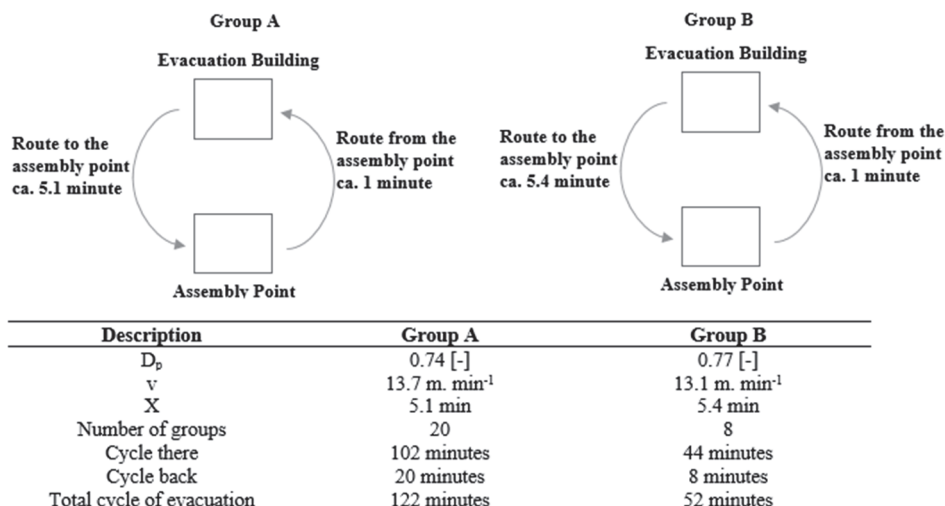 Group A
Evacuation Building
Route to the
assembly point
ca. 5.1 minute
Route from the
assembly point
ca. 1 minute
Assembly Point
Group B
Evacuation Building
Route to the
assembly point
ca. 5.4 minute
Route from the
assembly point
ca. 1 minute
Assembly Point
Description Group A Group B
Dₚ 0.74 [-] 0.77 [-]
v 13.7 m. min⁻¹ 13.1 m. min⁻¹
X 5.1 min 5.4 min
Number of groups 20 8
Cycle there 102 minutes 44 minutes
Cycle back 20 minutes 8 minutes
Total cycle of evacuation 122 minutes 52 minutes